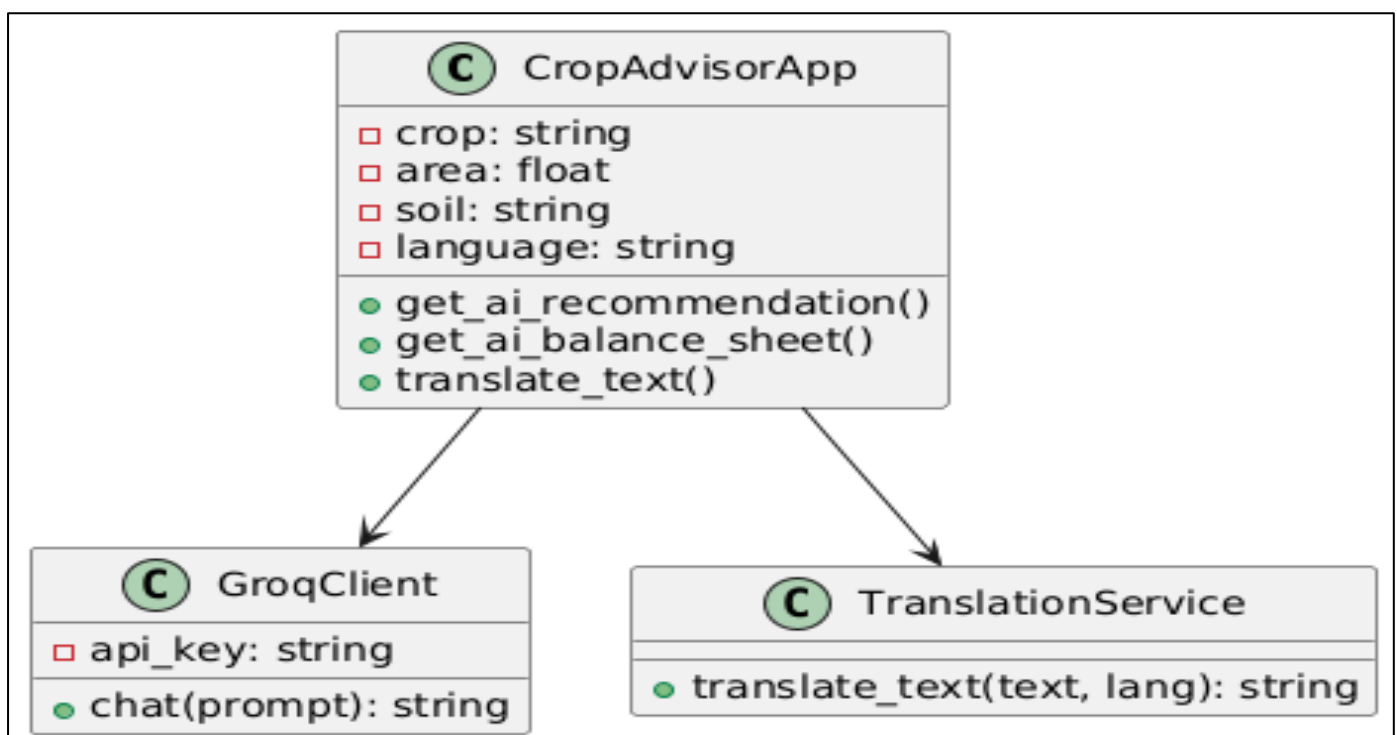 C CropAdvisorApp
crop: string
area: float
soil: string
language: string
get_ai_recommendation()
get_ai_balance_sheet()
translate_text()
C GroqClient
api_key: string
chat(prompt): string
C TranslationService
translate_text(text, lang): string